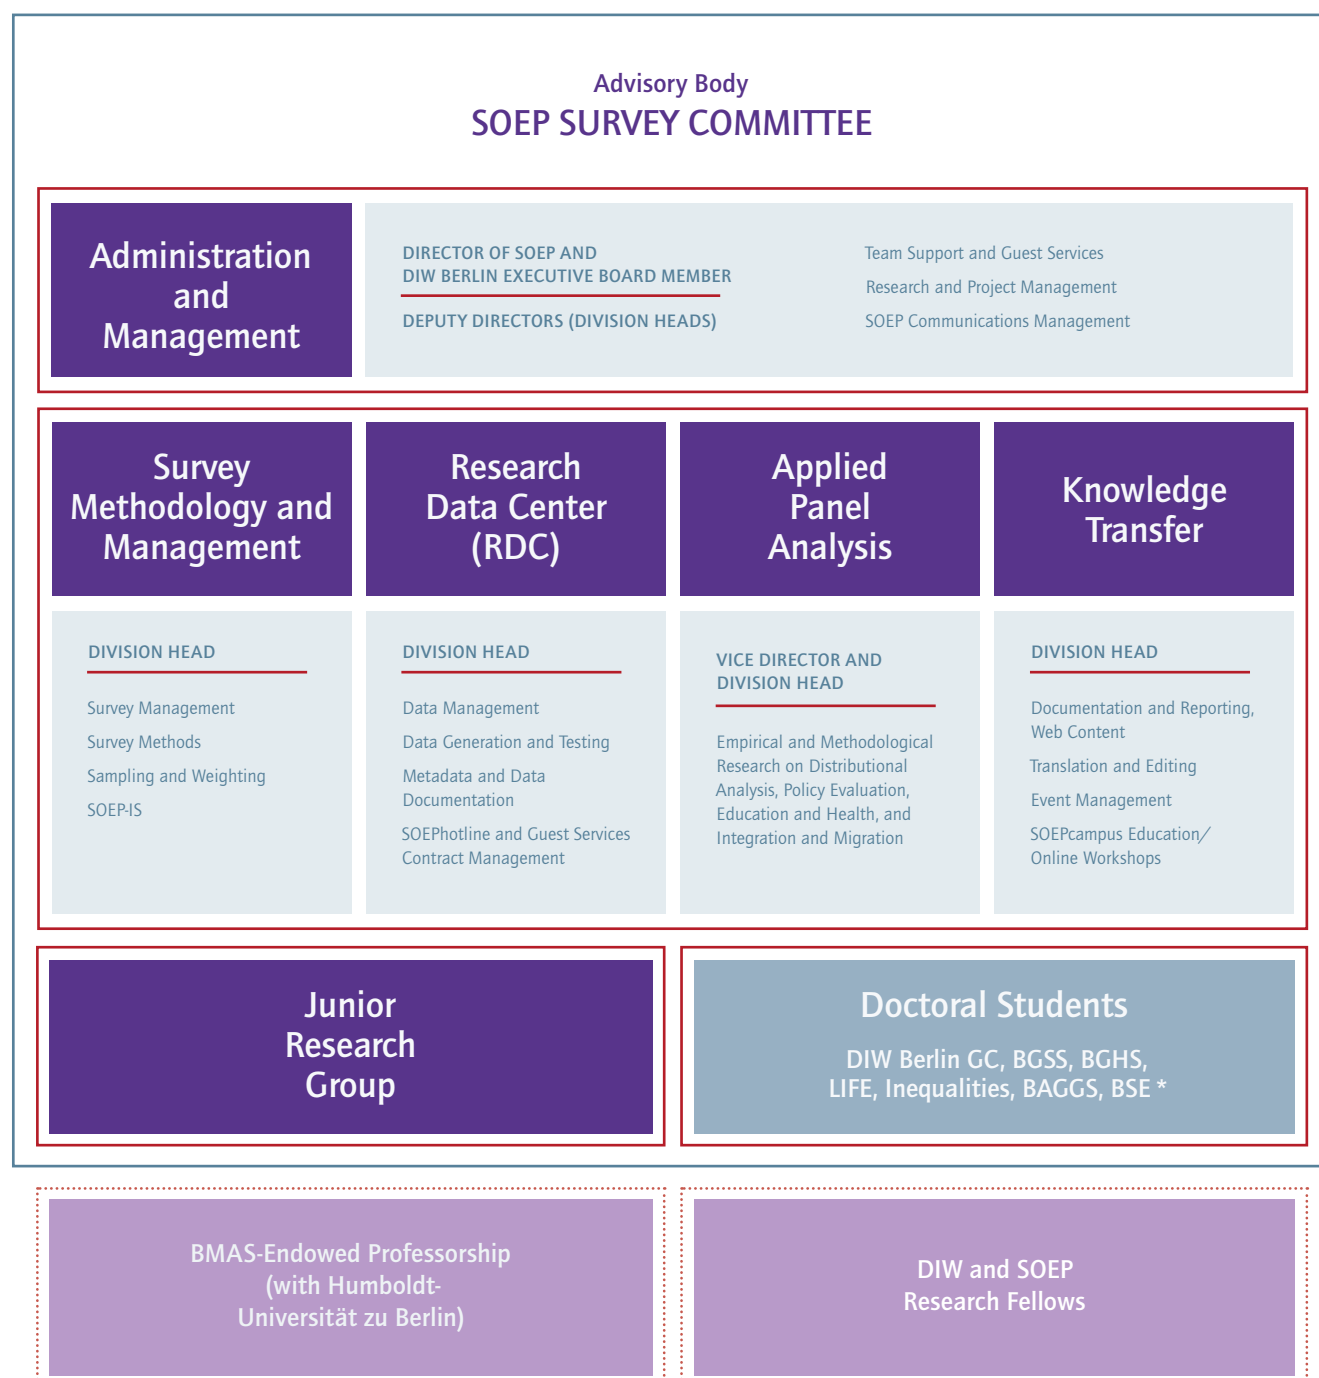 Advisory Body
SOEP SURVEY COMMITTEE
Administration
and
Management
DIRECTOR OF SOEP AND
DIW BERLIN EXECUTIVE BOARD MEMBER
DEPUTY DIRECTORS (DIVISION HEADS)
Team Support and Guest Services
Research and Project Management
SOEP Communications Management
Survey
Methodology and
Management
DIVISION HEAD
Survey Management
Survey Methods
Sampling and Weighting
SOEP-IS
Research
Data Center
(RDC)
DIVISION HEAD
Data Management
Data Generation and Testing
Metadata and Data
Documentation
SOEPhotline and Guest Services
Contract Management
Applied
Panel
Analysis
VICE DIRECTOR AND
DIVISION HEAD
Empirical and Methodological
Research on Distributional
Analysis, Policy Evaluation,
Education and Health, and
Integration and Migration
Knowledge
Transfer
DIVISION HEAD
Documentation and Reporting,
Web Content
Translation and Editing
Event Management
SOEPcampus Education/
Online Workshops
Junior
Research
Group
Doctoral Students
DIW Berlin GC, BGSS, BGHS,
LIFE, Inequalities, BAGGS, BSE *
BMAS-Endowed Professorship
(with Humboldt-
Universität zu Berlin)
DIW and SOEP
Research Fellows